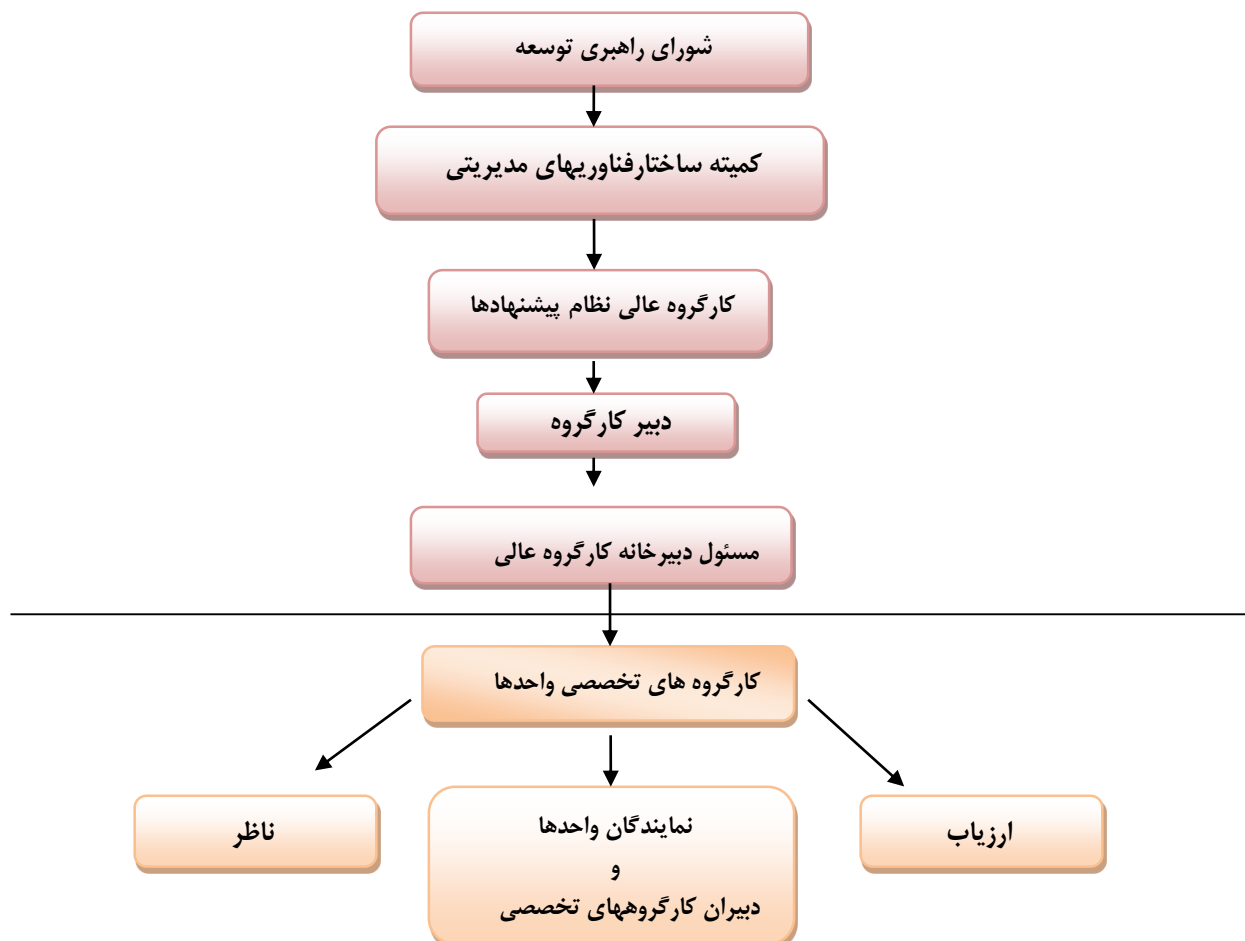 شورای راهبری توسعه
کمیته ساختارفناوریهای مدیریتی
کارگروه عالی نظام پیشنهادها
دبیر کارگروه
مسئول دبیرخانه کارگروه عالی
کارگروه های تخصصی واحدها
ارزیاب
نمایندگان واحدها
و
دبیران کارگروههای تخصصی
ناظر